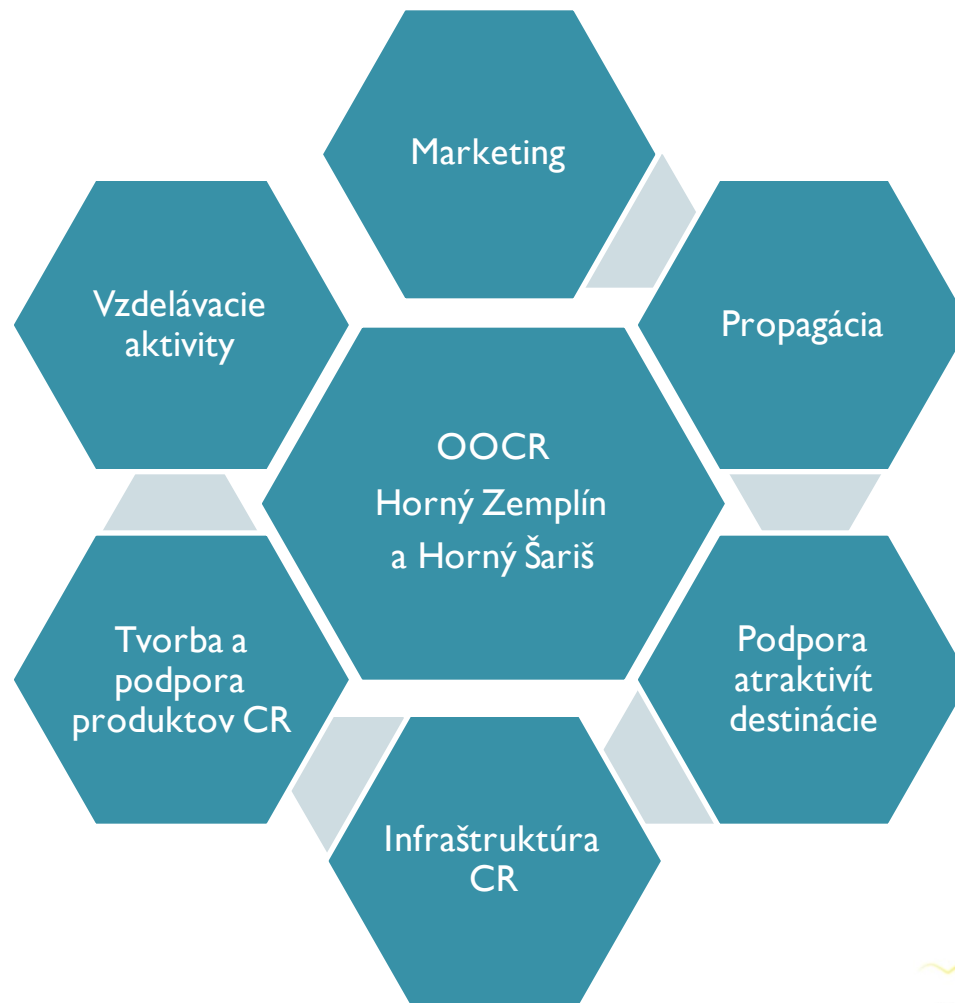 Marketing
Propagácia
Podpora
atraktivít
destinácie
Infraštruktúra
CR
Tvorba a
podpora
produktov CR
Vzdelávacie
aktivity
OOCR
Horný Zemplín
a Horný Šariš